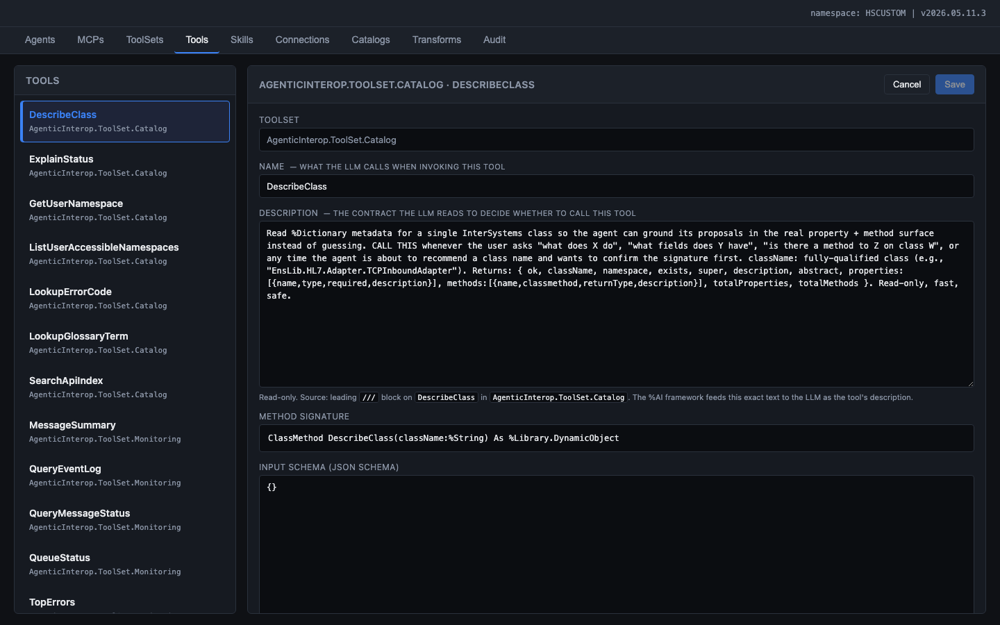 namespace: HSCUSTOM | v2026.05.11.3
Agents MCPs ToolSets Tools Skills Connections Catalogs Transforms Audit
TOOLS
DescribeClass
AgenticInterop.ToolSet.Catalog
ExplainStatus
AgenticInterop.ToolSet.Catalog
GetUserNamespace
AgenticInterop.ToolSet.Catalog
ListUserAccessibleNamespaces
AgenticInterop.ToolSet.Catalog
LookupErrorCode
AgenticInterop.ToolSet.Catalog
LookupGlossaryTerm
AgenticInterop.ToolSet.Catalog
SearchApiIndex
AgenticInterop.ToolSet.Catalog
MessageSummary
AgenticInterop.ToolSet.Monitoring
QueryEventLog
AgenticInterop.ToolSet.Monitoring
QueryMessageStatus
AgenticInterop.ToolSet.Monitoring
QueueStatus
AgenticInterop.ToolSet.Monitoring
TopErrors
AGENTICINTEROP.TOOLSET.CATALOG · DESCRIBECLASS
Cancel Save
TOOLSET
AgenticInterop.ToolSet.Catalog
NAME — WHAT THE LLM CALLS WHEN INVOKING THIS TOOL
DescribeClass
DESCRIPTION — THE CONTRACT THE LLM READS TO DECIDE WHETHER TO CALL THIS TOOL
Read %Dictionary metadata for a single InterSystems class so the agent can ground its proposals in the real property + method surface
instead of guessing. CALL THIS whenever the user asks "what does X do", "what fields does Y have", "is there a method to Z on class W", or
any time the agent is about to recommend a class name and wants to confirm the signature first. className: fully-qualified class (e.g.,
"EnsLib.HL7.Adapter.TCPInboundAdapter"). Returns: { ok, className, namespace, exists, super, description, abstract, properties:
[{name,type,required,description}], methods:[{name,classmethod,returnType,description}], totalProperties, totalMethods }. Read-only, fast,
safe.
Read-only. Source: leading /// block on DescribeClass in AgenticInterop.ToolSet.Catalog . The %AI framework feeds this exact text to the LLM as the tool's description.
METHOD SIGNATURE
ClassMethod DescribeClass(className:%String) As %Library.DynamicObject
INPUT SCHEMA (JSON SCHEMA)
{}